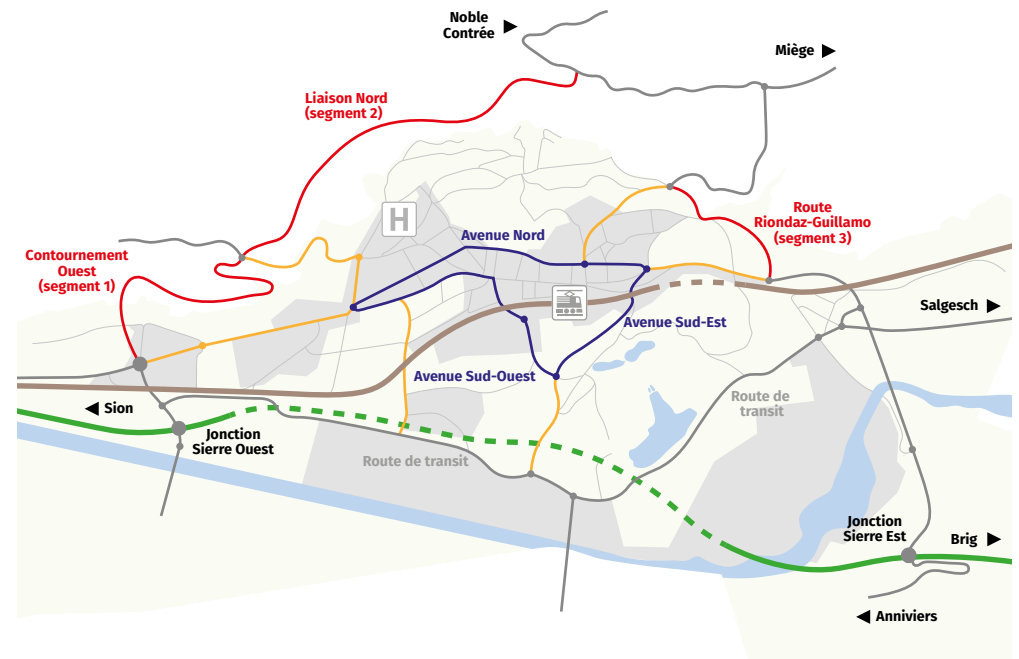 Noble
Contrée
Miège
Liaison Nord
(segment 2)
Route
Riondaz-Guillamo
(segment 3)
H
Avenue Nord
Contournement
Ouest
(segment 1)
Salgesch
Avenue Sud-Est
Avenue Sud-Ouest
Route de
transit
Sion
Jonction
Sierre Ouest
Route de transit
Jonction
Sierre Est
Brig
Anniviers